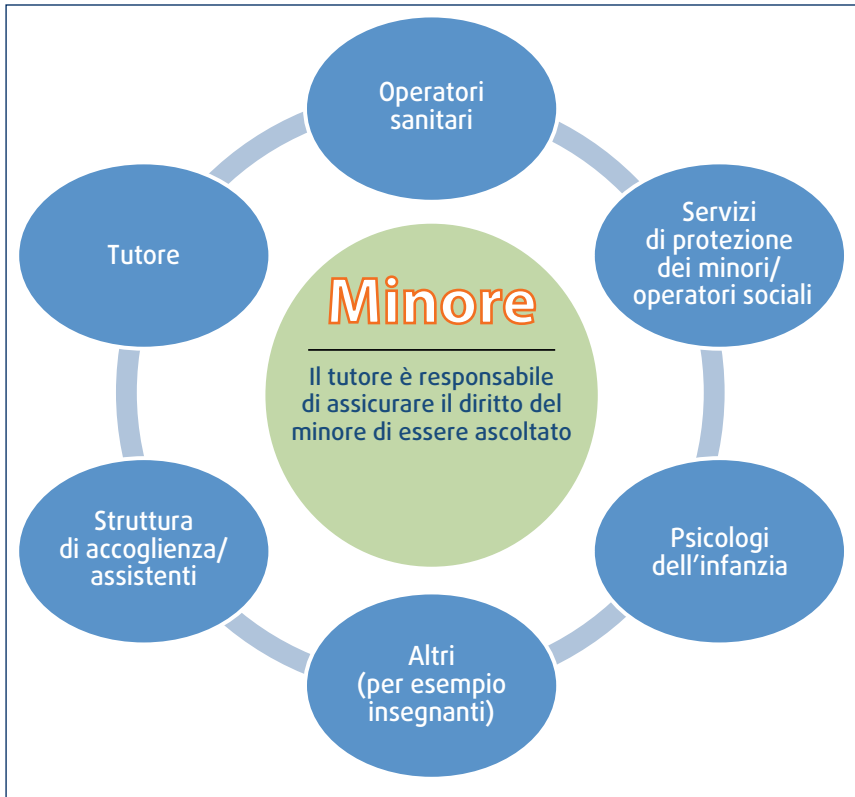 Operatori
sanitari
Tutore
Servizi
di protezione
dei minori/
operatori sociali
Minore
Il tutore è responsabile
di assicurare il diritto del
minore di essere ascoltato
Struttura
di accoglienza/
assistenti
Psicologi
dell’infanzia
Altri
(per esempio
insegnanti)